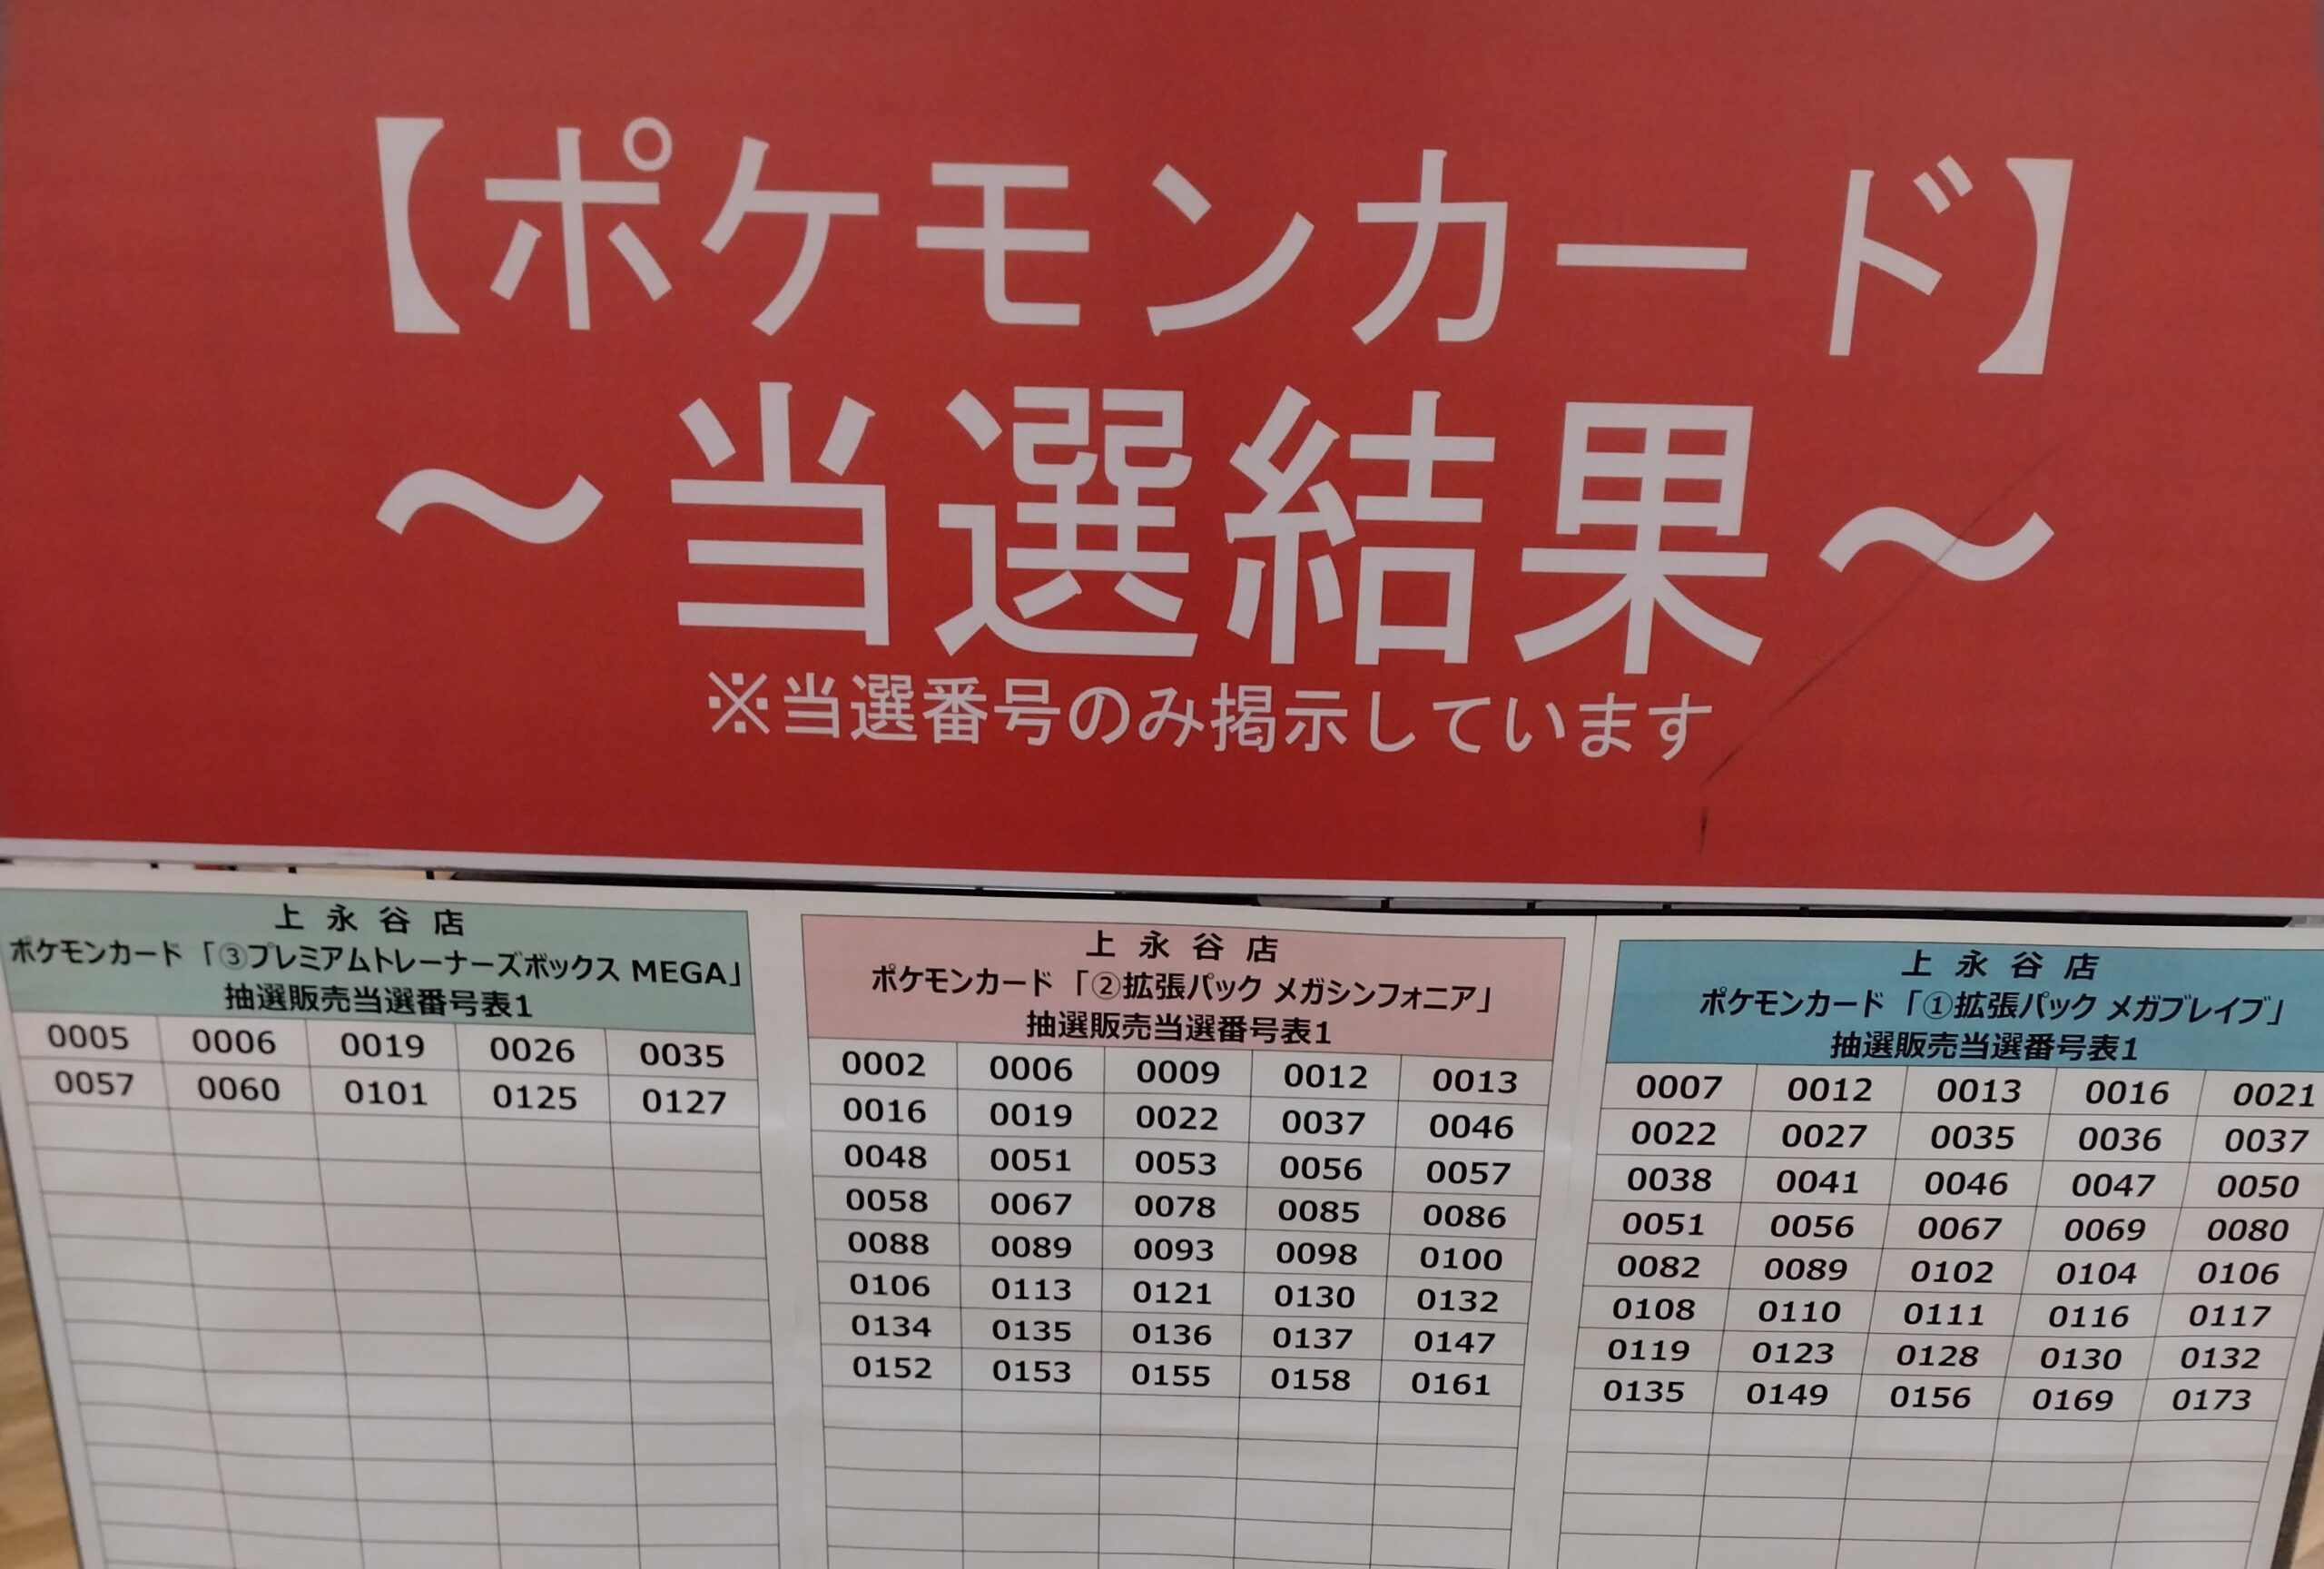 【ポケモンカード】
～当選結果～
※当選番号のみ掲示しています
上永谷店
ポケモンカード「③プレミアムトレーナーズボックス MEGA」
抽選販売当選番号表1
0005 0006 0019 0026 0035
0057 0060 0101 0125 0127
上永谷店
ポケモンカード「②拡張パック メガシンフォニア」
抽選販売当選番号表1
0002 0006 0009 0012 0013
0016 0019 0022 0037 0046
0048 0051 0053 0056 0057
0058 0067 0078 0085 0086
0088 0089 0093 0098 0100
0106 0113 0121 0130 0132
0134 0135 0136 0137 0147
0152 0153 0155 0158 0161
上永谷店
ポケモンカード「①拡張パック メガブレイブ」
抽選販売当選番号表1
0007 0012 0013 0016 0021
0022 0027 0035 0036 0037
0038 0041 0046 0047 0050
0051 0056 0067 0069 0080
0082 0089 0102 0104 0106
0108 0110 0111 0116 0117
0119 0123 0128 0130 0132
0135 0149 0156 0169 0173